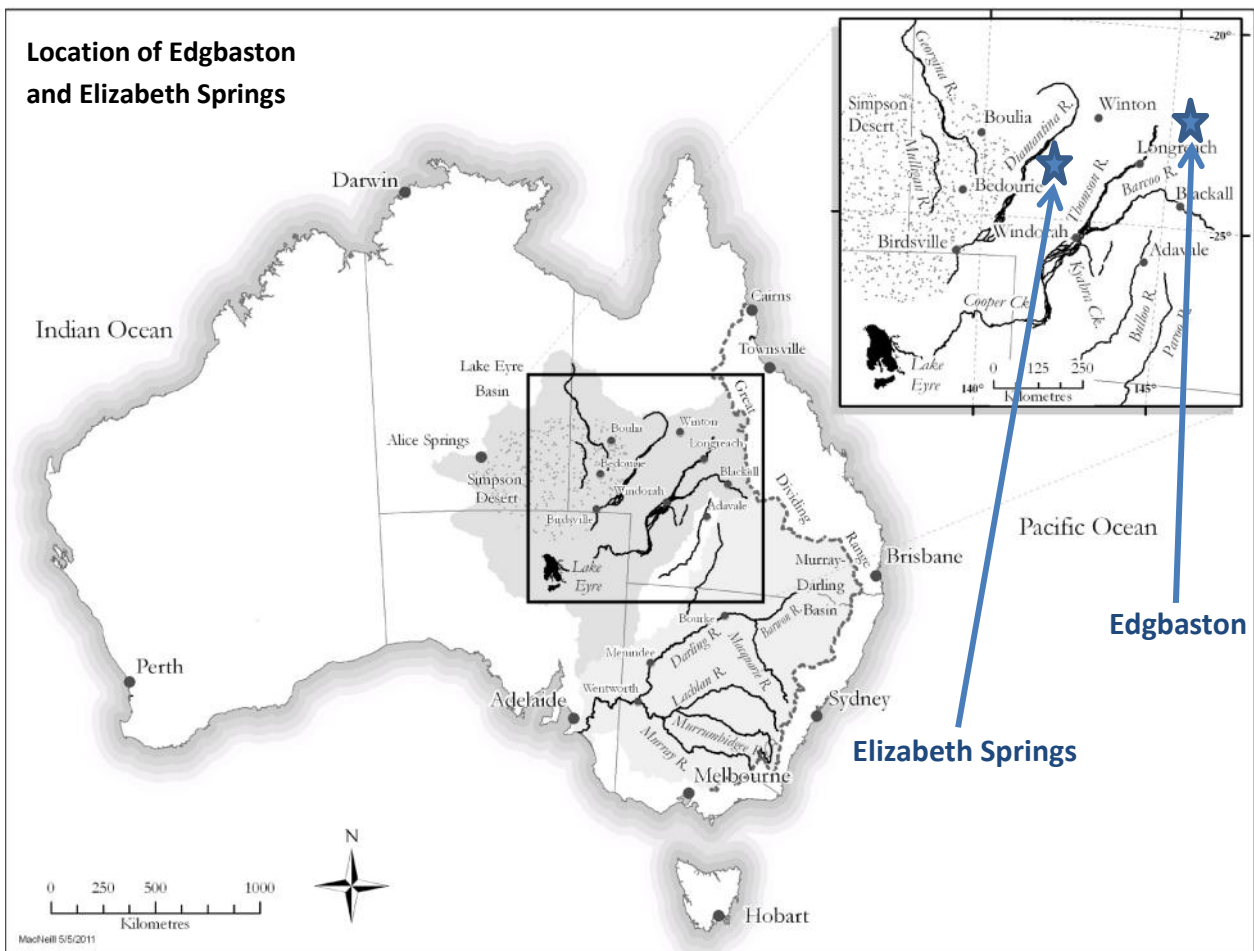 Location of Edgbaston
and Elizabeth Springs
Darwin
Indian Ocean
Cairns
Townsville
Lake Eyre
Basin
Great
Dividing
Range
Alice Springs
Simpson
Desert
Boulia
Winton
Longreach
Bedourie
Blackall
Windorah
Adavale
Birdsville
Lake
Eyre
Pacific Ocean
Brisbane
Murray-
Darling
Basin
Bourke
Barwon R.
Menindee
Darling R.
Macquarie R.
Wentworth
Lachlan R.
Murrumbidgee R.
Murray R.
Perth
Adelaide
Sydney
Melbourne
Hobart
N
0 250 500 1000
Kilometres
MacNeill 5/5/2011
-20°
Georgina R.
Simpson
Desert
Boulia
Diamantina R.
Winton
Mulligan R.
Longreach
Bedourie
Thomson R.
Barcoo R.
Blackall
-25°
Windorah
Birdsville
Adavale
Kyabra Ck.
Cooper Ck.
Bulloo R.
Paroo R.
Lake
Eyre
0 125 250
140° 145°
Kilometres
Edgbaston
Elizabeth Springs